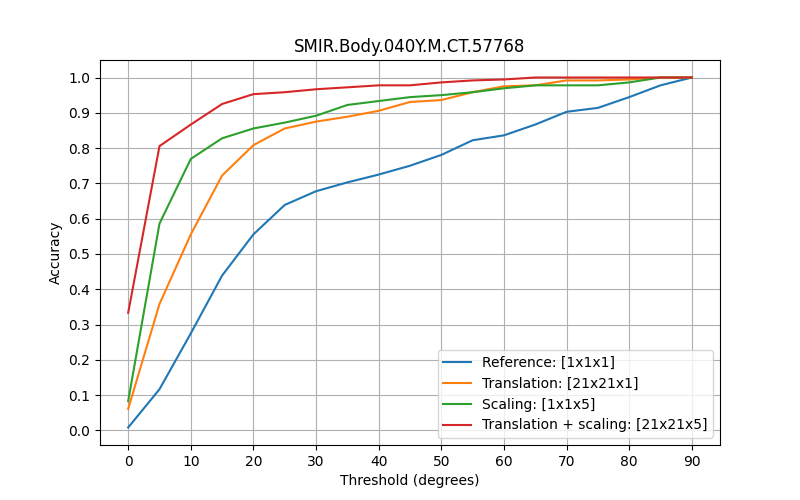 SMIR.Body.040Y.M.CT.57768
1.0
0.9
0.8
0.7
0.6
0.5
0.4
0.3
0.2
0.1
0.0
Accuracy
Reference: [1x1x1]
Translation: [21x21x1]
Scaling: [1x1x5]
Translation + scaling: [21x21x5]
0 10 20 30 40 50 60 70 80 90
Threshold (degrees)